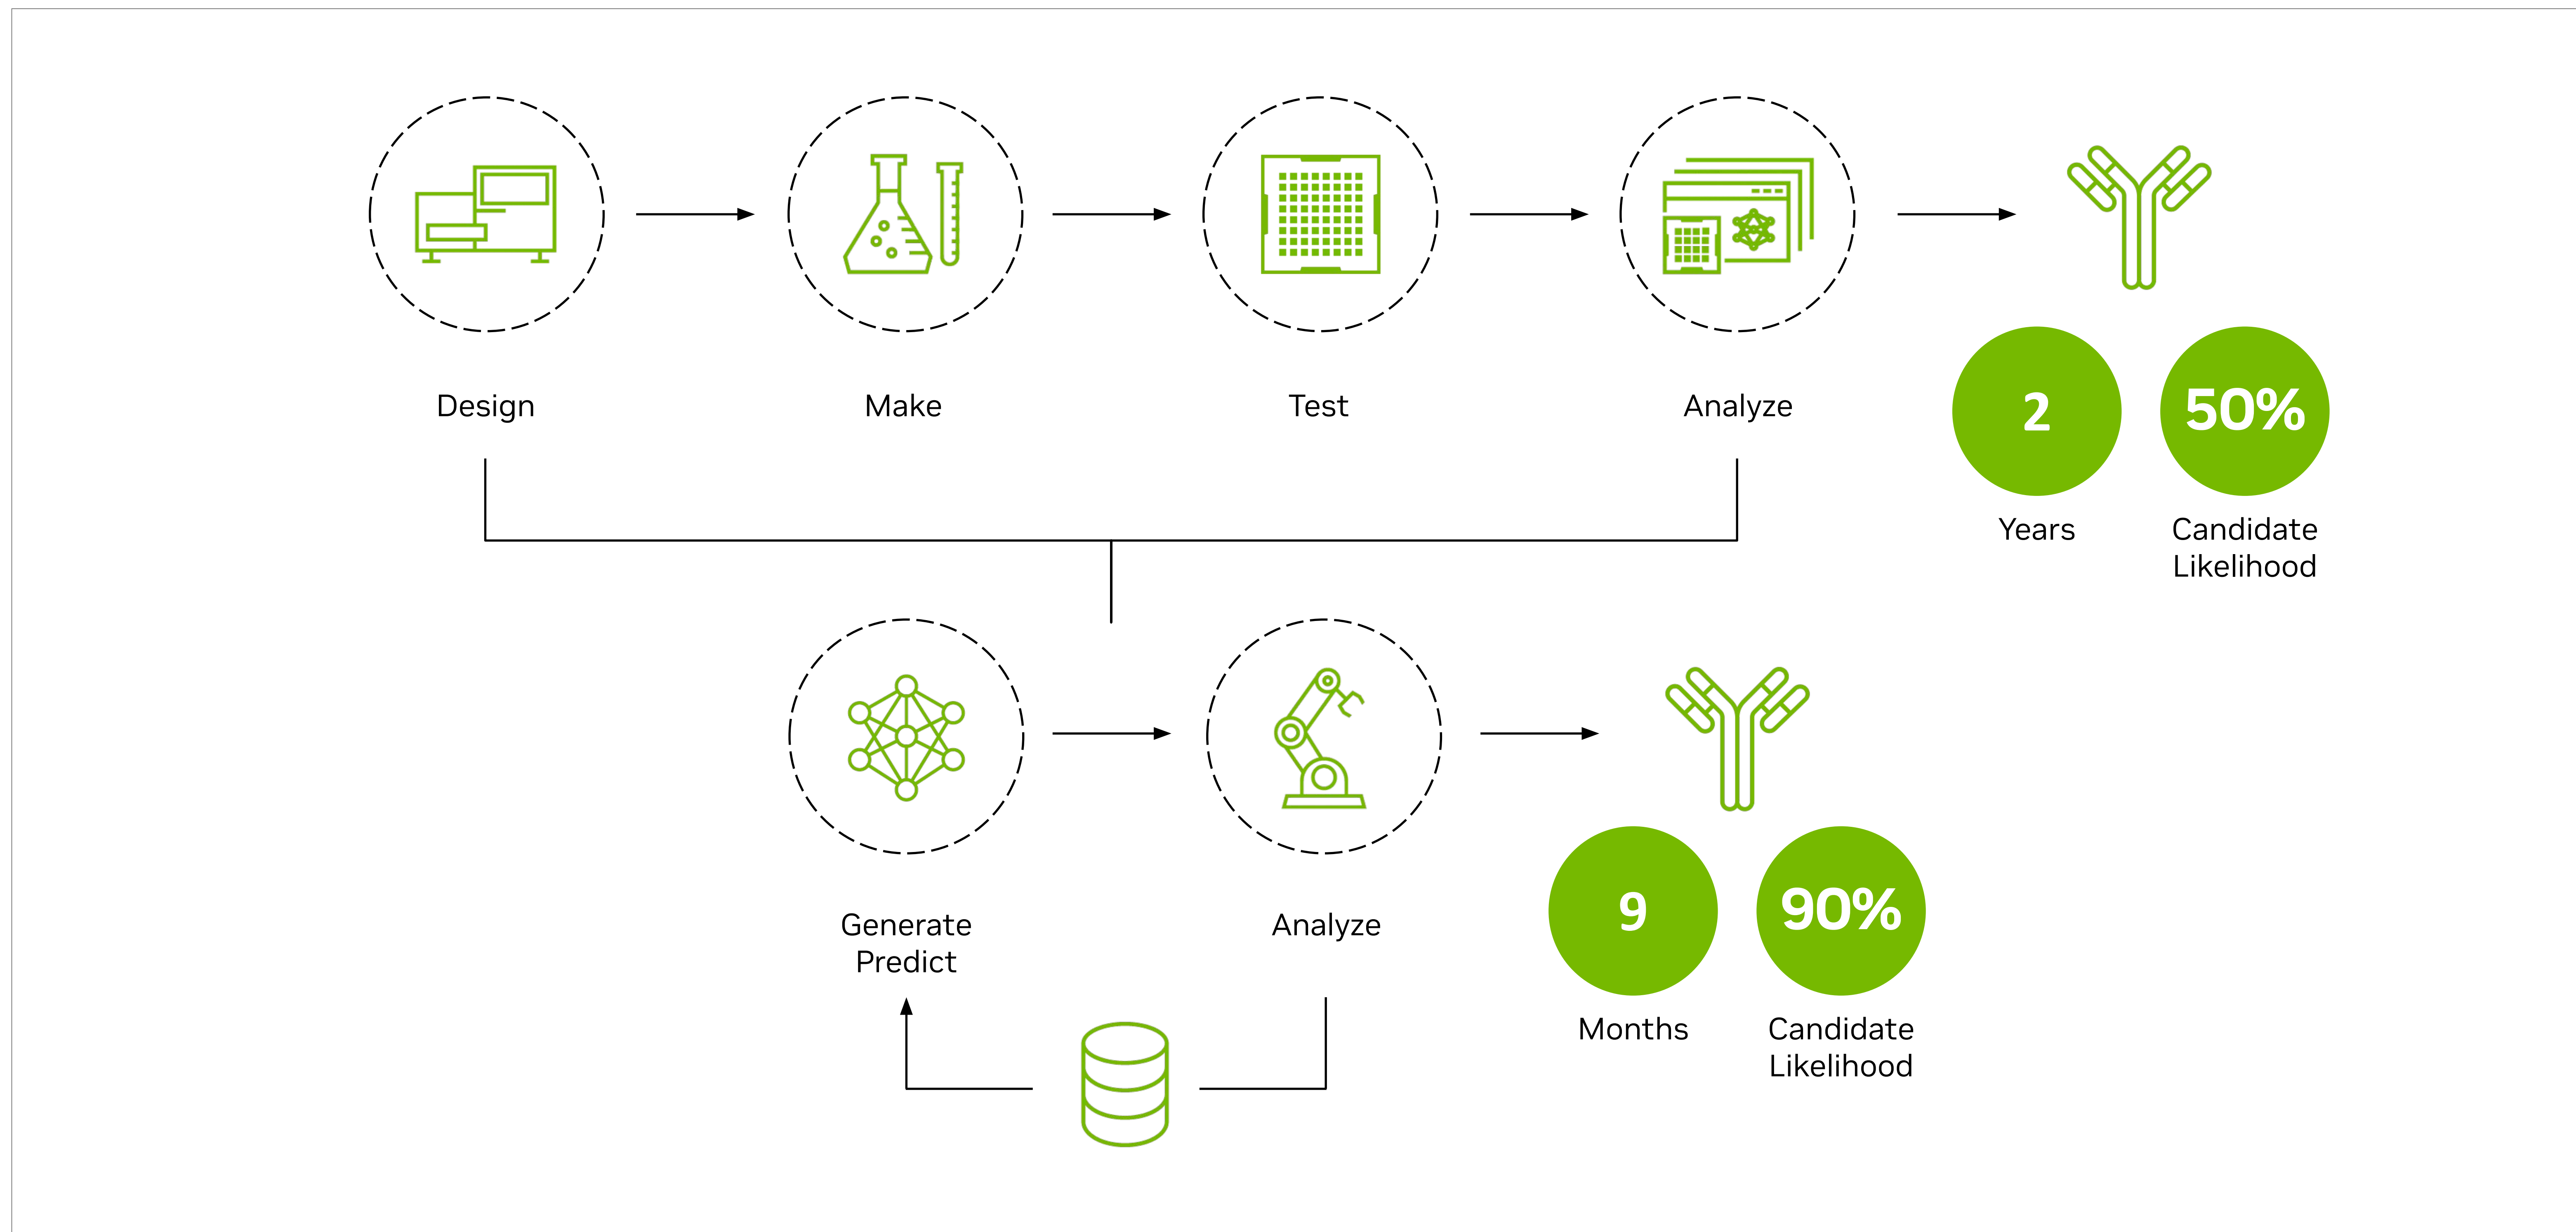 Design
Make
Test
Analyze
2
50%
Years
Candidate
Likelihood
Generate
Predict
Analyze
9
90%
Months
Candidate
Likelihood